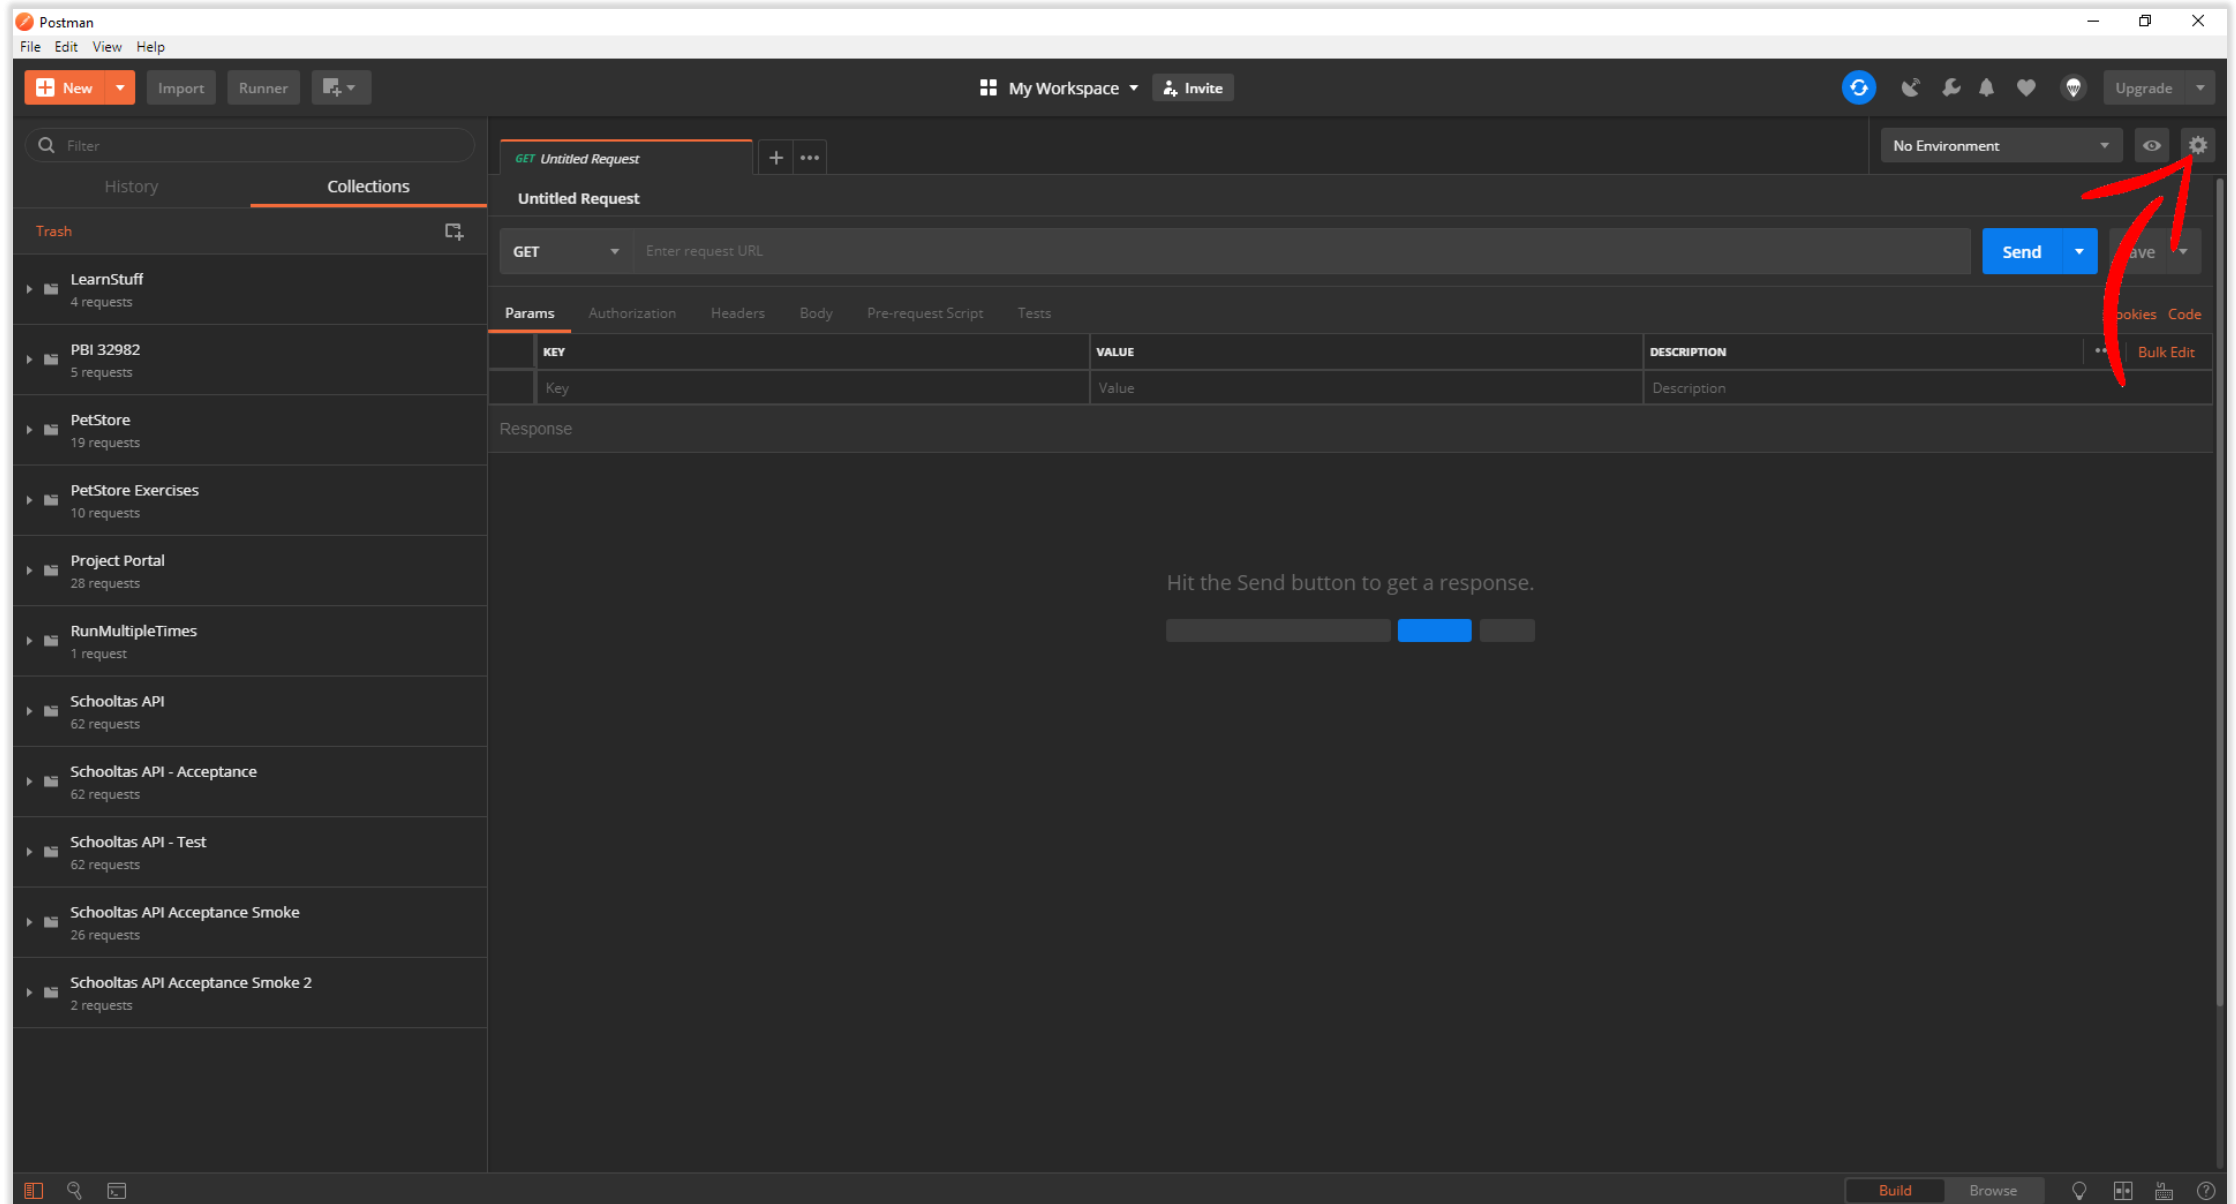 Postman
File Edit View Help
New Import Runner My Workspace Invite Upgrade
Filter
History Collections
Trash
LearnStuff
4 requests
PBI 32982
5 requests
PetStore
19 requests
PetStore Exercises
10 requests
Project Portal
28 requests
RunMultipleTimes
1 request
Schooltas API
62 requests
Schooltas API - Acceptance
62 requests
Schooltas API - Test
62 requests
Schooltas API Acceptance Smoke
26 requests
Schooltas API Acceptance Smoke 2
2 requests
GET Untitled Request
No Environment
Untitled Request
GET Enter request URL Send
Params Authorization Headers Body Pre-request Script Tests Code
KEY VALUE DESCRIPTION Bulk Edit
Key Value Description
Response
Hit the Send button to get a response.
Build Browse